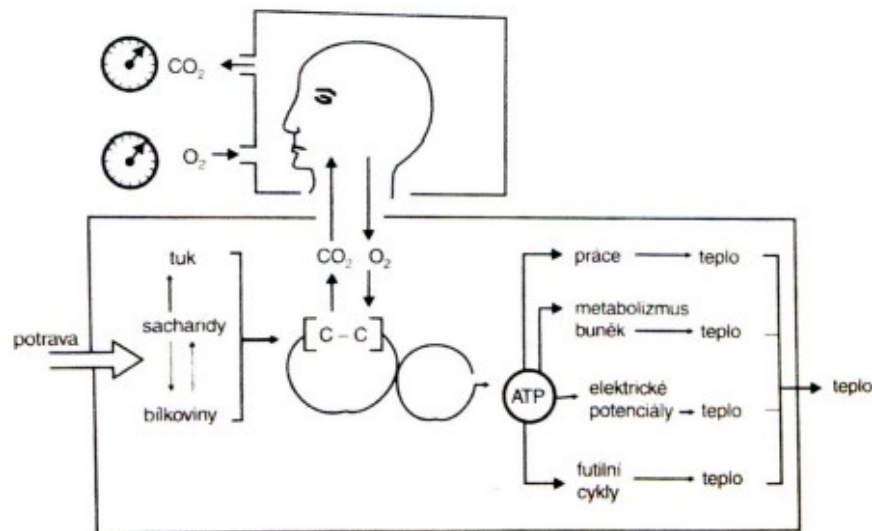 CO₂
O₂
CO₂ O₂
tuk
sacharidy
bílkoviny
potrava
C – C
ATP
práce teplo
metabolizmus
buněk teplo
elektrické
potenciály teplo
futilní
cykly teplo
teplo